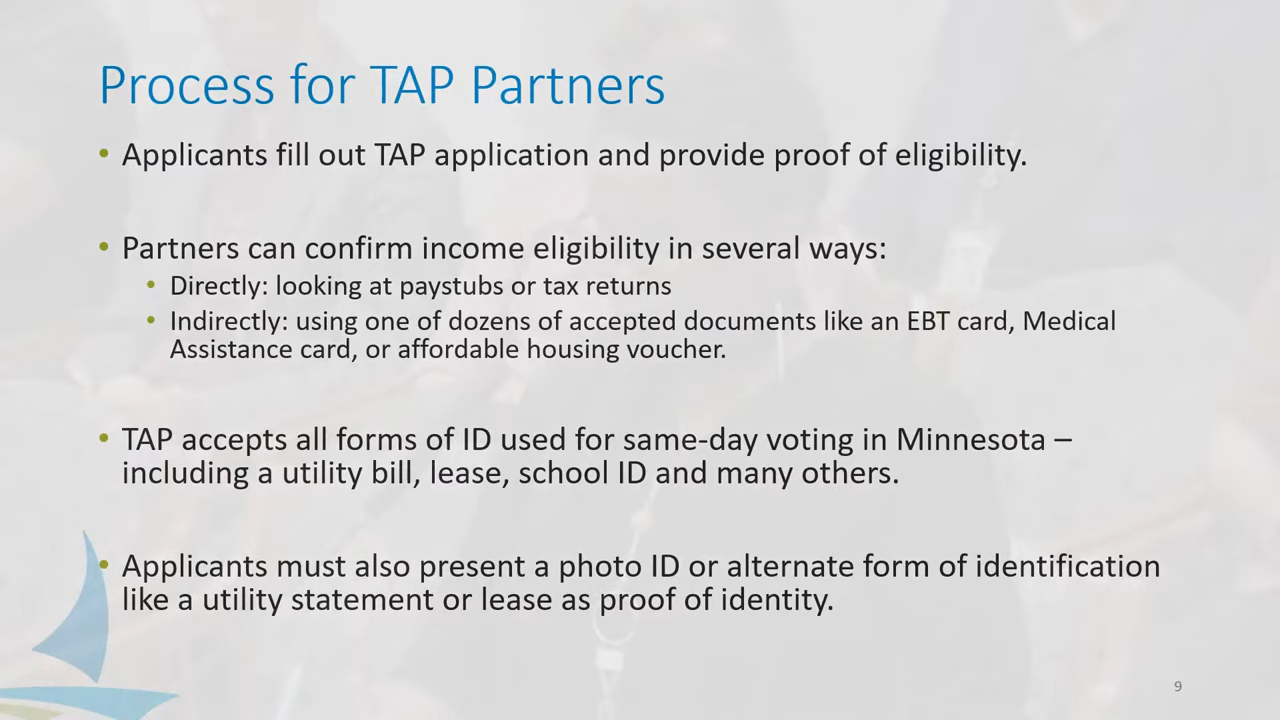 Process for TAP Partners
• Applicants fill out TAP application and provide proof of eligibility.
• Partners can confirm income eligibility in several ways:
• Directly: looking at paystubs or tax returns
• Indirectly: using one of dozens of accepted documents like an EBT card, Medical
Assistance card, or affordable housing voucher.
• TAP accepts all forms of ID used for same-day voting in Minnesota –
including a utility bill, lease, school ID and many others.
• Applicants must also present a photo ID or alternate form of identification
like a utility statement or lease as proof of identity.
9